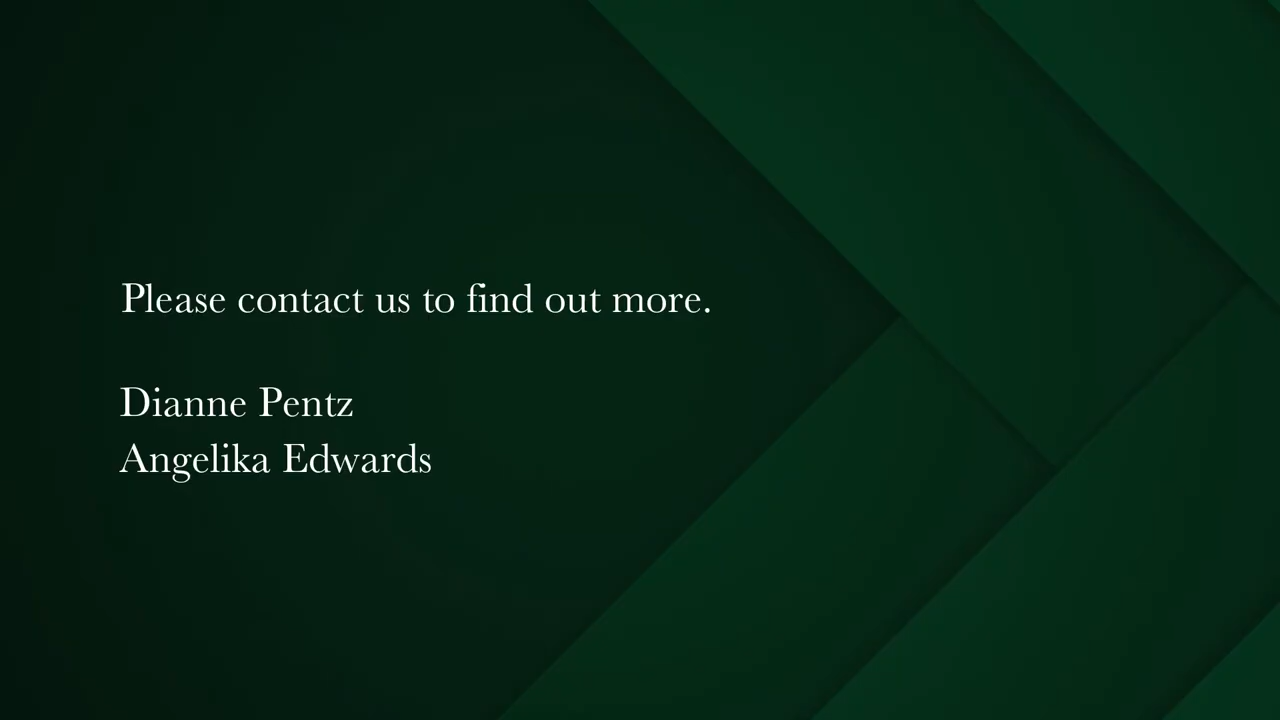 Please contact us to find out more.
Dianne Pentz
Angelika Edwards